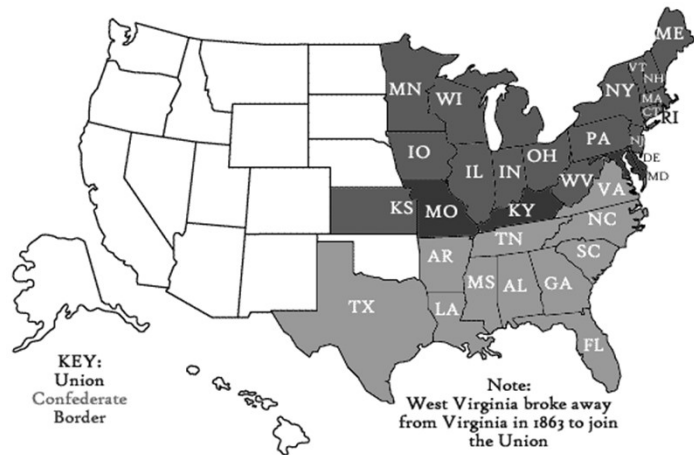 ME
VT
NH
MN
WI
NY
MA
CT
RI
IO
PA
NJ
OH
DE
IL
IN
MD
WV
VA
KS
MO
KY
NC
TN
AR
SC
MS
AL
GA
TX
LA
FL
KEY:
Union
Confederate
Border
Note:
West Virginia broke away
from Virginia in 1863 to join
the Union